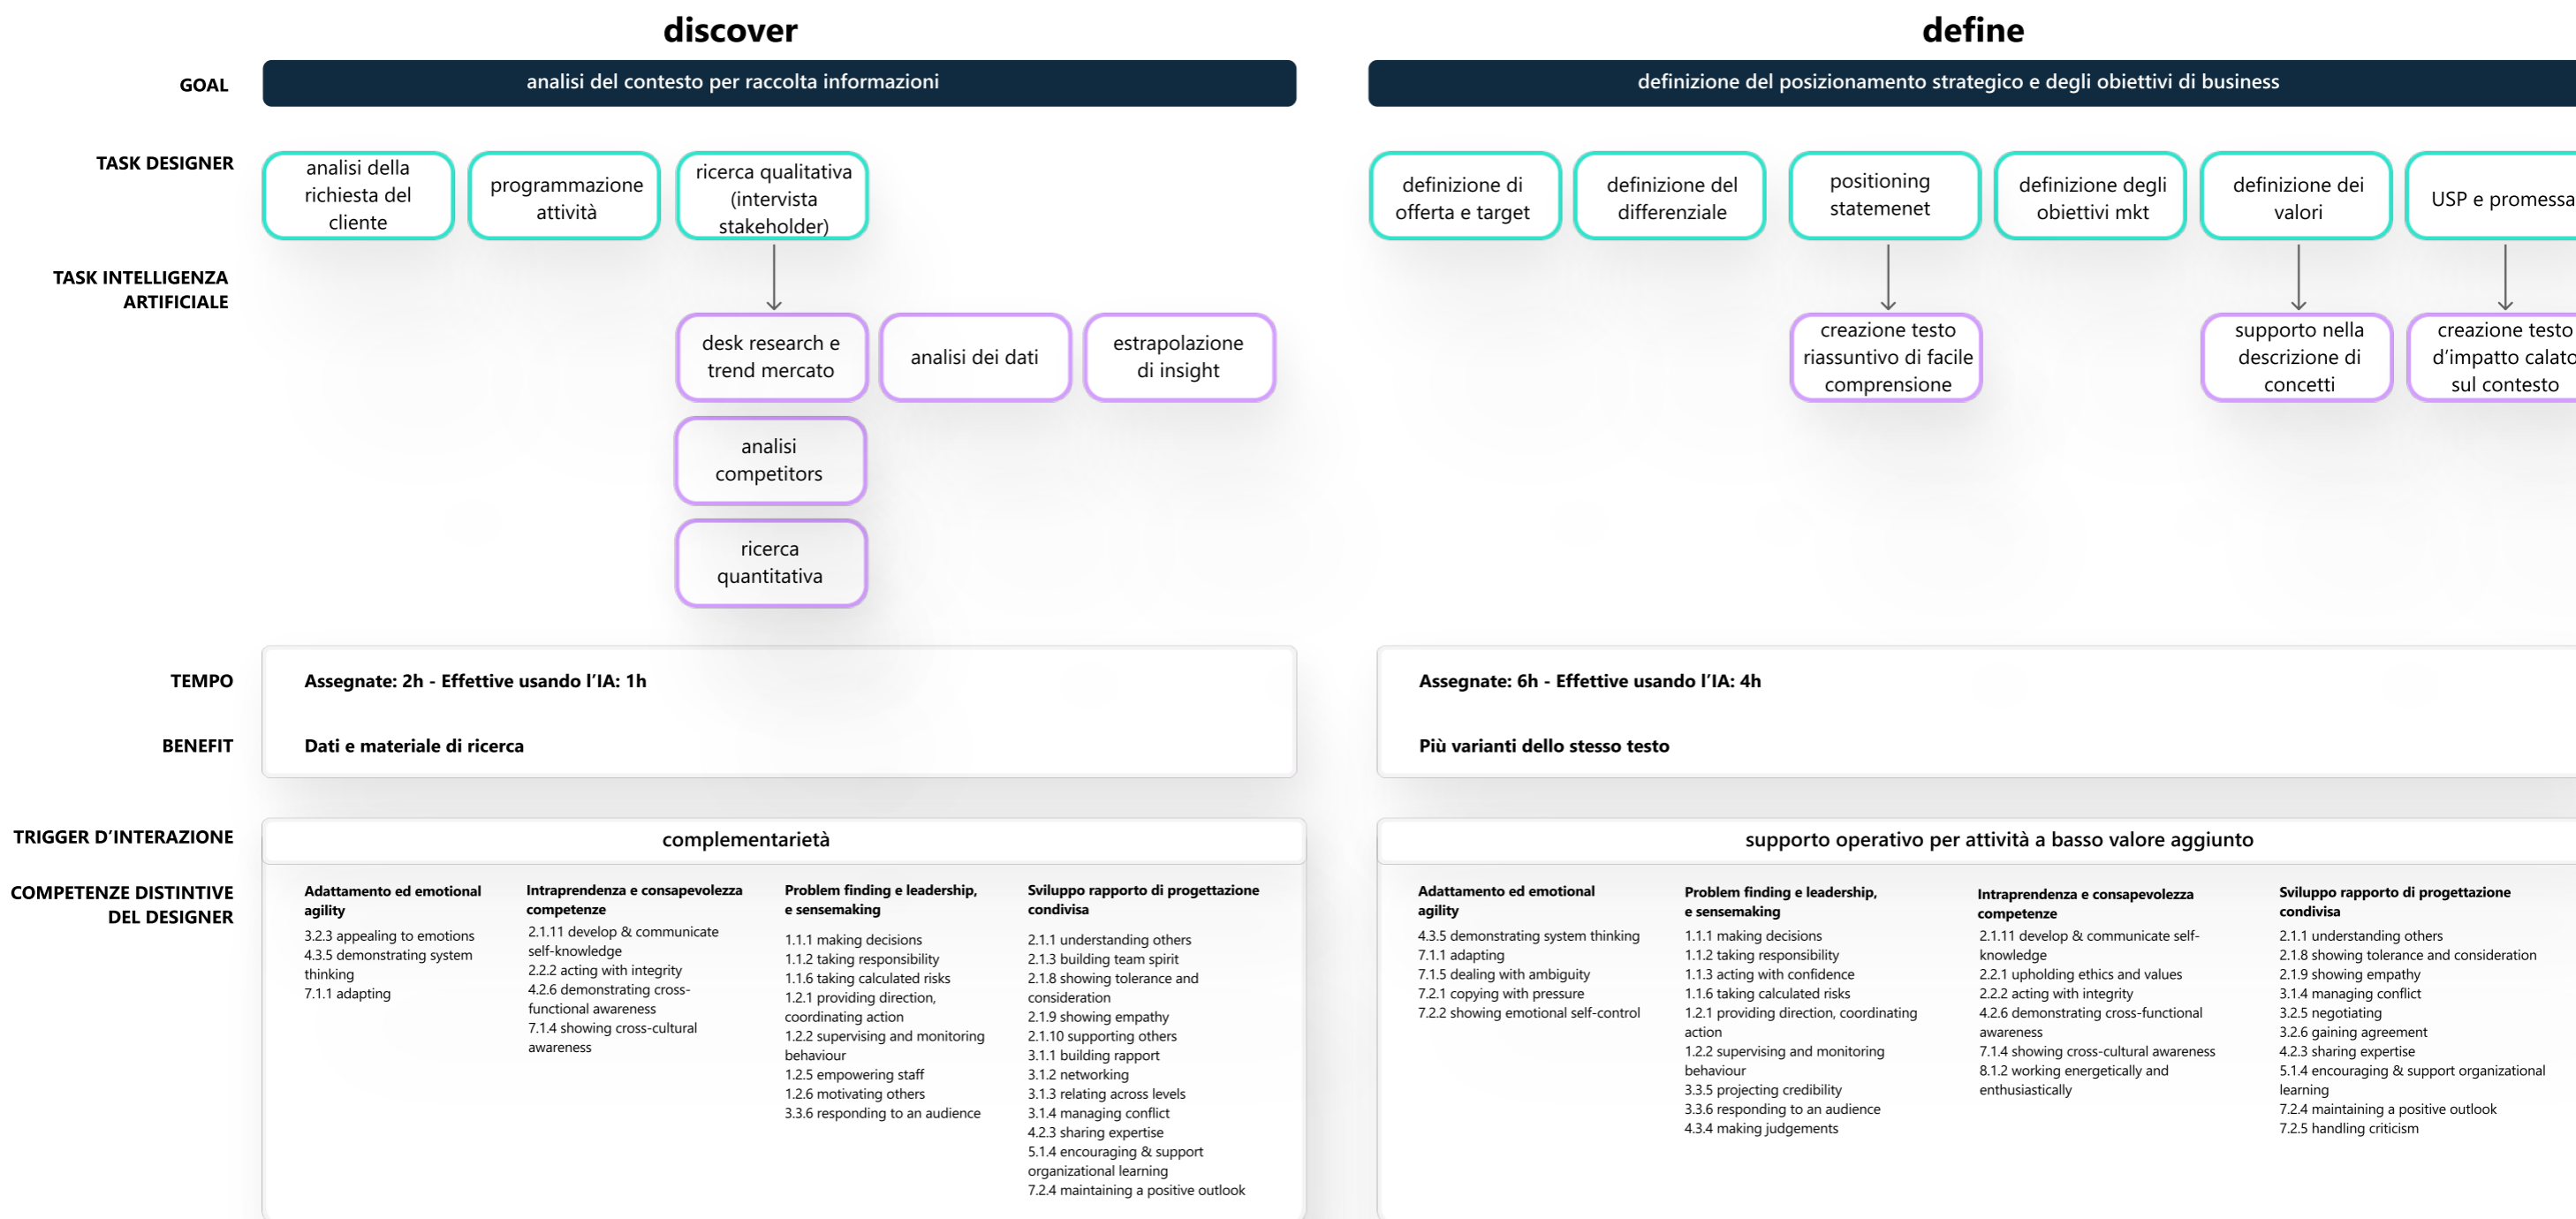 discover
define
GOAL
analisi del contesto per raccolta informazioni
definizione del posizionamento strategico e degli obiettivi di business
TASK DESIGNER
analisi della
richiesta del
cliente
programmazione
attività
ricerca qualitativa
(intervista
stakeholder)
definizione di
offerta e target
definizione del
differenziale
positioning
statemenet
definizione degli
obiettivi mkt
definizione dei
valori
USP e promessa
TASK INTELLIGENZA
ARTIFICIALE
desk research e
trend mercato
analisi dei dati
estrapolazione
di insight
creazione testo
riassuntivo di facile
comprensione
supporto nella
descrizione di
concetti
creazione testo
d’impatto calato
sul contesto
analisi
competitors
ricerca
quantitativa
TEMPO
Assegnate: 2h - Effettive usando l’IA: 1h
Assegnate: 6h - Effettive usando l’IA: 4h
BENEFIT
Dati e materiale di ricerca
Più varianti dello stesso testo
TRIGGER D’INTERAZIONE
complementarietà
supporto operativo per attività a basso valore aggiunto
COMPETENZE DISTINTIVE
DEL DESIGNER
Adattamento ed emotional
agility
3.2.3 appealing to emotions
4.3.5 demonstrating system
thinking
7.1.1 adapting
Intraprendenza e consapevolezza
competenze
2.1.11 develop & communicate
self-knowledge
2.2.2 acting with integrity
4.2.6 demonstrating cross-
functional awareness
7.1.4 showing cross-cultural
awareness
Problem finding e leadership,
e sensemaking
1.1.1 making decisions
1.1.2 taking responsibility
1.1.6 taking calculated risks
1.2.1 providing direction,
coordinating action
1.2.2 supervising and monitoring
behaviour
1.2.5 empowering staff
1.2.6 motivating others
3.3.6 responding to an audience
Sviluppo rapporto di progettazione
condivisa
2.1.1 understanding others
2.1.3 building team spirit
2.1.8 showing tolerance and
consideration
2.1.9 showing empathy
2.1.10 supporting others
3.1.1 building rapport
3.1.2 networking
3.1.3 relating across levels
3.1.4 managing conflict
4.2.3 sharing expertise
5.1.4 encouraging & support
organizational learning
7.2.4 maintaining a positive outlook
Adattamento ed emotional
agility
4.3.5 demonstrating system thinking
7.1.1 adapting
7.1.5 dealing with ambiguity
7.2.1 copying with pressure
7.2.2 showing emotional self-control
Problem finding e leadership,
e sensemaking
1.1.1 making decisions
1.1.2 taking responsibility
1.1.3 acting with confidence
1.1.6 taking calculated risks
1.2.1 providing direction, coordinating
action
1.2.2 supervising and monitoring
behaviour
3.3.5 projecting credibility
3.3.6 responding to an audience
4.3.4 making judgements
Intraprendenza e consapevolezza
competenze
2.1.11 develop & communicate self-
knowledge
2.2.1 upholding ethics and values
2.2.2 acting with integrity
4.2.6 demonstrating cross-functional
awareness
7.1.4 showing cross-cultural awareness
8.1.2 working energetically and
enthusiastically
Sviluppo rapporto di progettazione
condivisa
2.1.1 understanding others
2.1.8 showing tolerance and consideration
2.1.9 showing empathy
3.1.4 managing conflict
3.2.5 negotiating
3.2.6 gaining agreement
4.2.3 sharing expertise
5.1.4 encouraging & support organizational
learning
7.2.4 maintaining a positive outlook
7.2.5 handling criticism